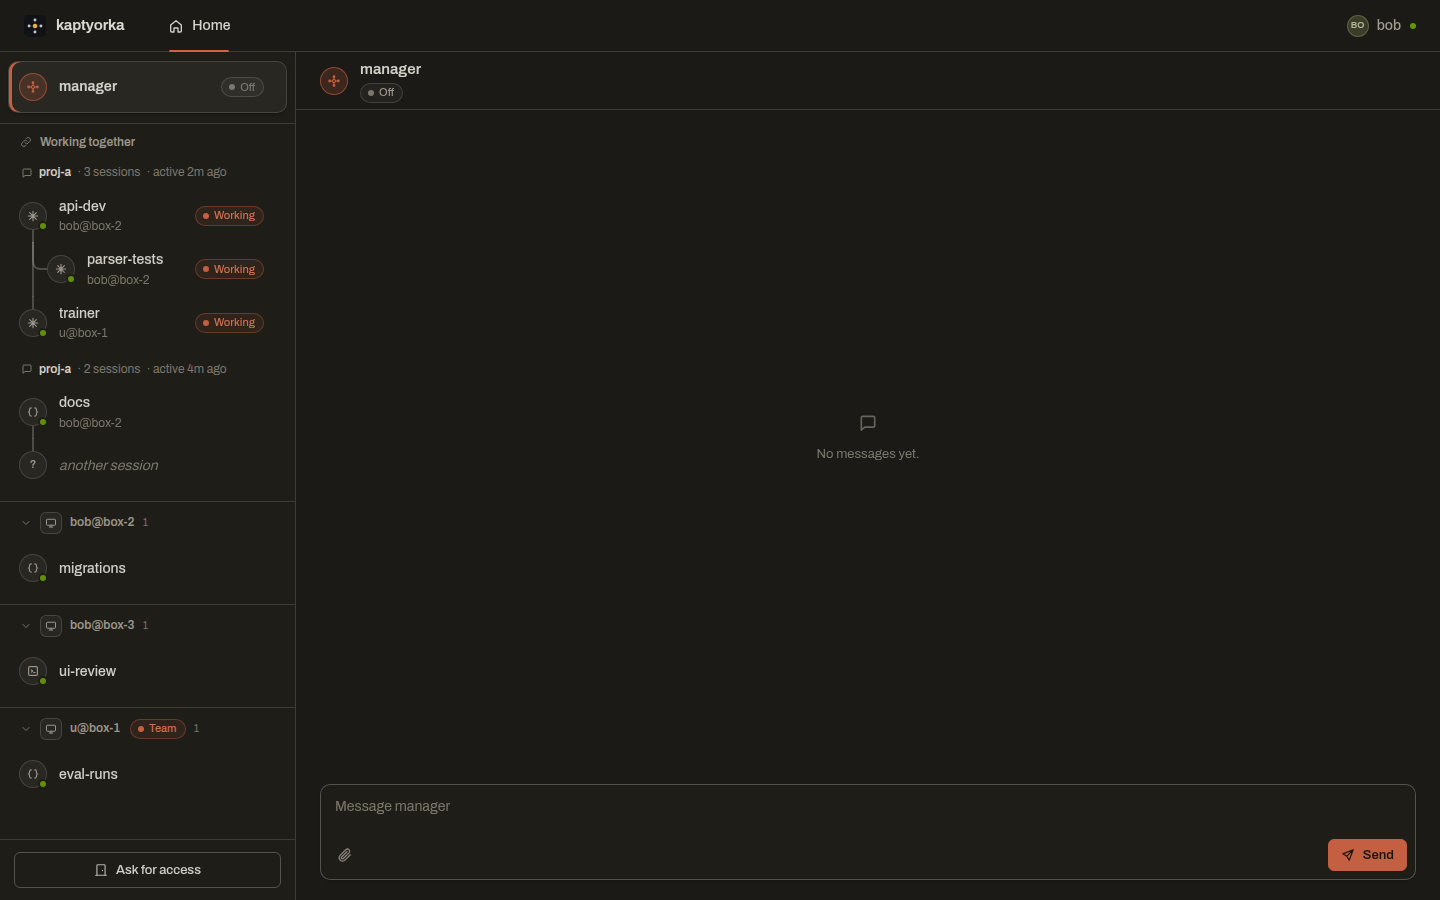 kaptyorka
Home
BO bob
manager
Off
Working together
proj-a · 3 sessions · active 2m ago
api-dev
bob@box-2
Working
parser-tests
bob@box-2
Working
trainer
u@box-1
Working
proj-a · 2 sessions · active 4m ago
docs
bob@box-2
?
another session
bob@box-2 1
migrations
bob@box-3 1
ui-review
u@box-1 Team 1
eval-runs
Ask for access
manager
Off
No messages yet.
Message manager
Send